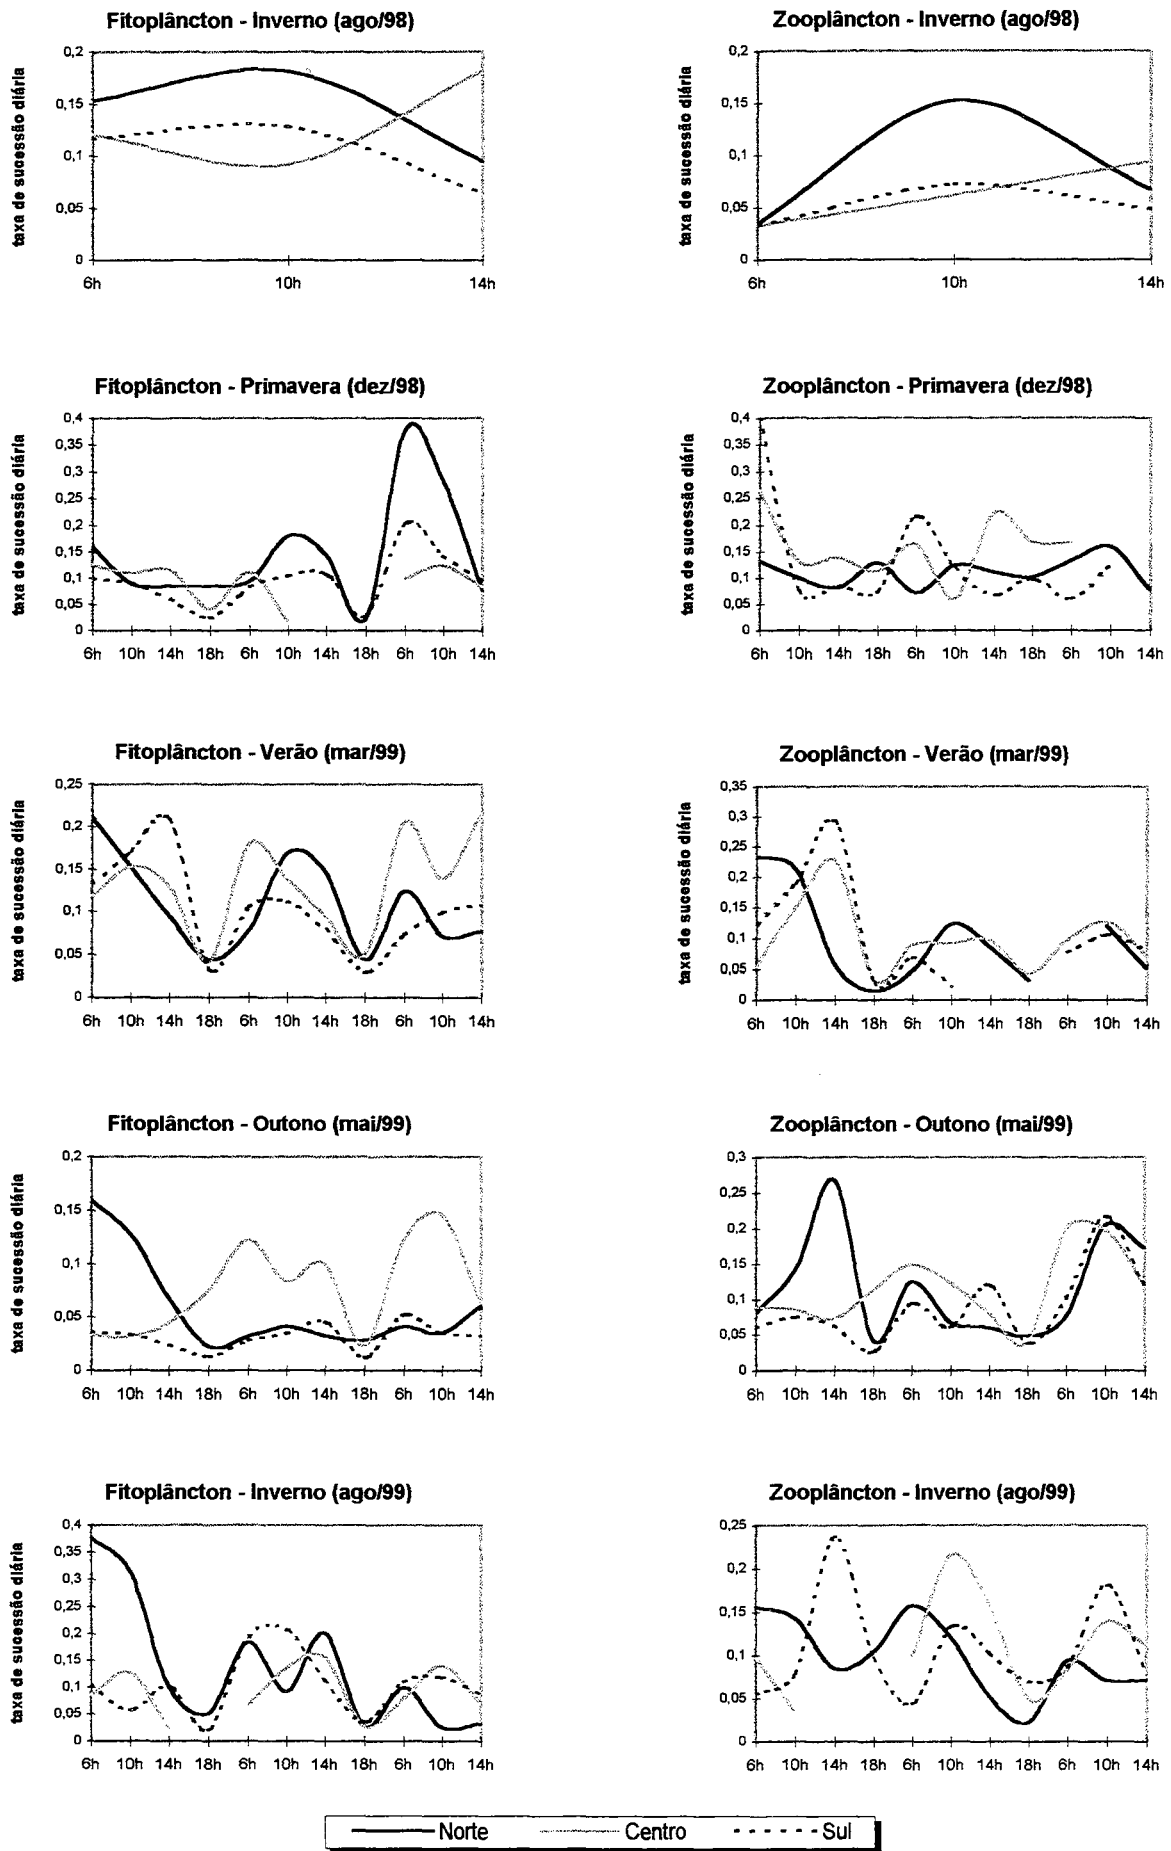 Fitoplâncton - Inverno (ago/98)
taxa de sucessão diária
0,2
0,15
0,1
0,05
0
6h 10h 14h
Zooplâncton - Inverno (ago/98)
taxa de sucessão diária
0,2
0,15
0,1
0,05
0
6h 10h 14h
Fitoplâncton - Primavera (dez/98)
taxa de sucessão diária
0,4
0,35
0,3
0,25
0,2
0,15
0,1
0,05
0
6h 10h 14h 18h 6h 10h 14h 18h 6h 10h 14h
Zooplâncton - Primavera (dez/98)
taxa de sucessão diária
0,4
0,35
0,3
0,25
0,2
0,15
0,1
0,05
0
6h 10h 14h 18h 6h 10h 14h 18h 6h 10h 14h
Fitoplâncton - Verão (mar/99)
taxa de sucessão diária
0,25
0,2
0,15
0,1
0,05
0
6h 10h 14h 18h 6h 10h 14h 18h 6h 10h 14h
Zooplâncton - Verão (mar/99)
taxa de sucessão diária
0,35
0,3
0,25
0,2
0,15
0,1
0,05
0
6h 10h 14h 18h 6h 10h 14h 18h 6h 10h 14h
Fitoplâncton - Outono (mai/99)
taxa de sucessão diária
0,2
0,15
0,1
0,05
0
6h 10h 14h 18h 6h 10h 14h 18h 6h 10h 14h
Zooplâncton - Outono (mai/99)
0,3
0,25
0,2
0,15
0,1
0,05
0
6h 10h 14h 18h 6h 10h 14h 18h 6h 10h 14h
Fitoplâncton - Inverno (ago/99)
taxa de sucessão diária
0,4
0,35
0,3
0,25
0,2
0,15
0,1
0,05
0
6h 10h 14h 18h 6h 10h 14h 18h 6h 10h 14h
Zooplâncton - Inverno (ago/99)
0,25
0,2
0,15
0,1
0,05
0
6h 10h 14h 18h 6h 10h 14h 18h 6h 10h 14h
Norte Centro Sul